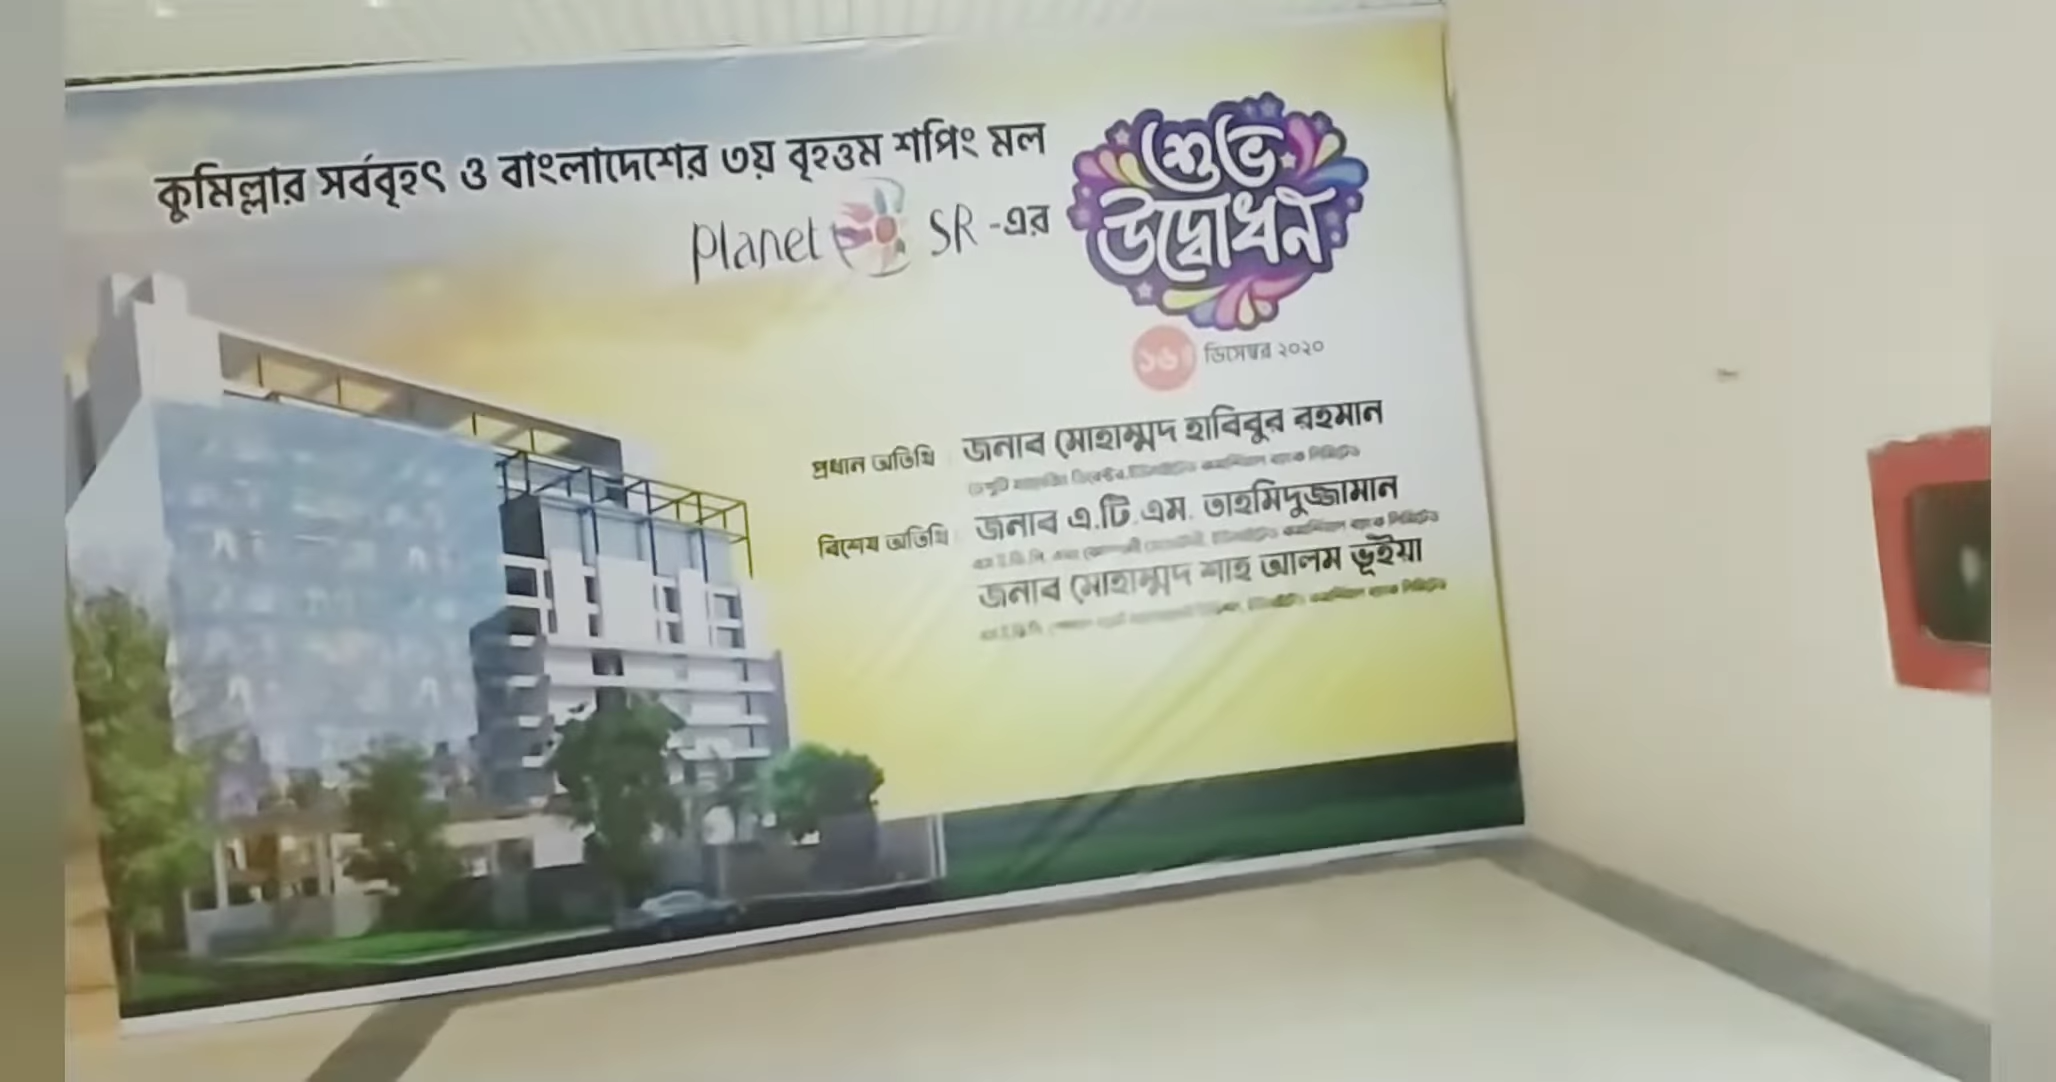 কুমিল্লার সর্ববৃহৎ ও বাংলাদেশের ৩য় বৃহত্তম শপিং মল
Planet SR -এর
শুভ
উদ্বোধন
১৬ ডিসেম্বর ২০২০
প্রধান অতিথি : জনাব মোহাম্মদ হাবিবুর রহমান
বিশেষ অতিথি : জনাব এ.টি.এম. তাহমিদুজ্জামান
জনাব মোহাম্মদ শাহ আলম ভূঁইয়া